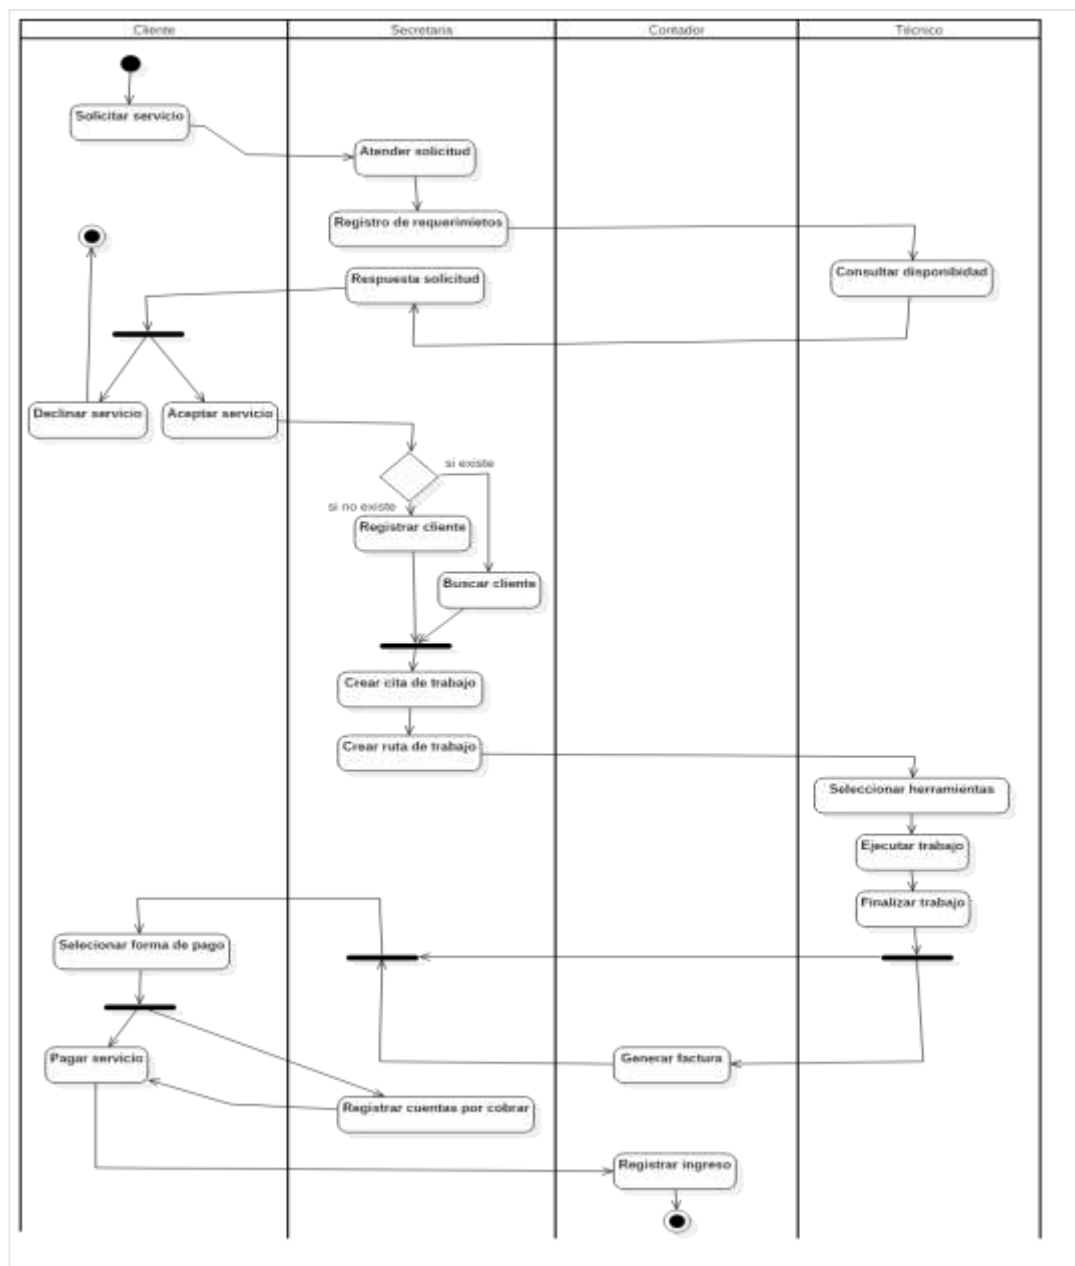 Cliente
Secretaria
Contador
Técnico
Solicitar servicio
Atender solicitud
Registro de requerimietos
Consultar disponibidad
Respuesta solicitud
Declinar servicio
Aceptar servicio
si existe
si no existe
Registrar cliente
Buscar cliente
Crear cita de trabajo
Crear ruta de trabajo
Seleccionar herramientas
Ejecutar trabajo
Finalizar trabajo
Selecionar forma de pago
Pagar servicio
Generar factura
Registrar cuentas por cobrar
Registrar ingreso